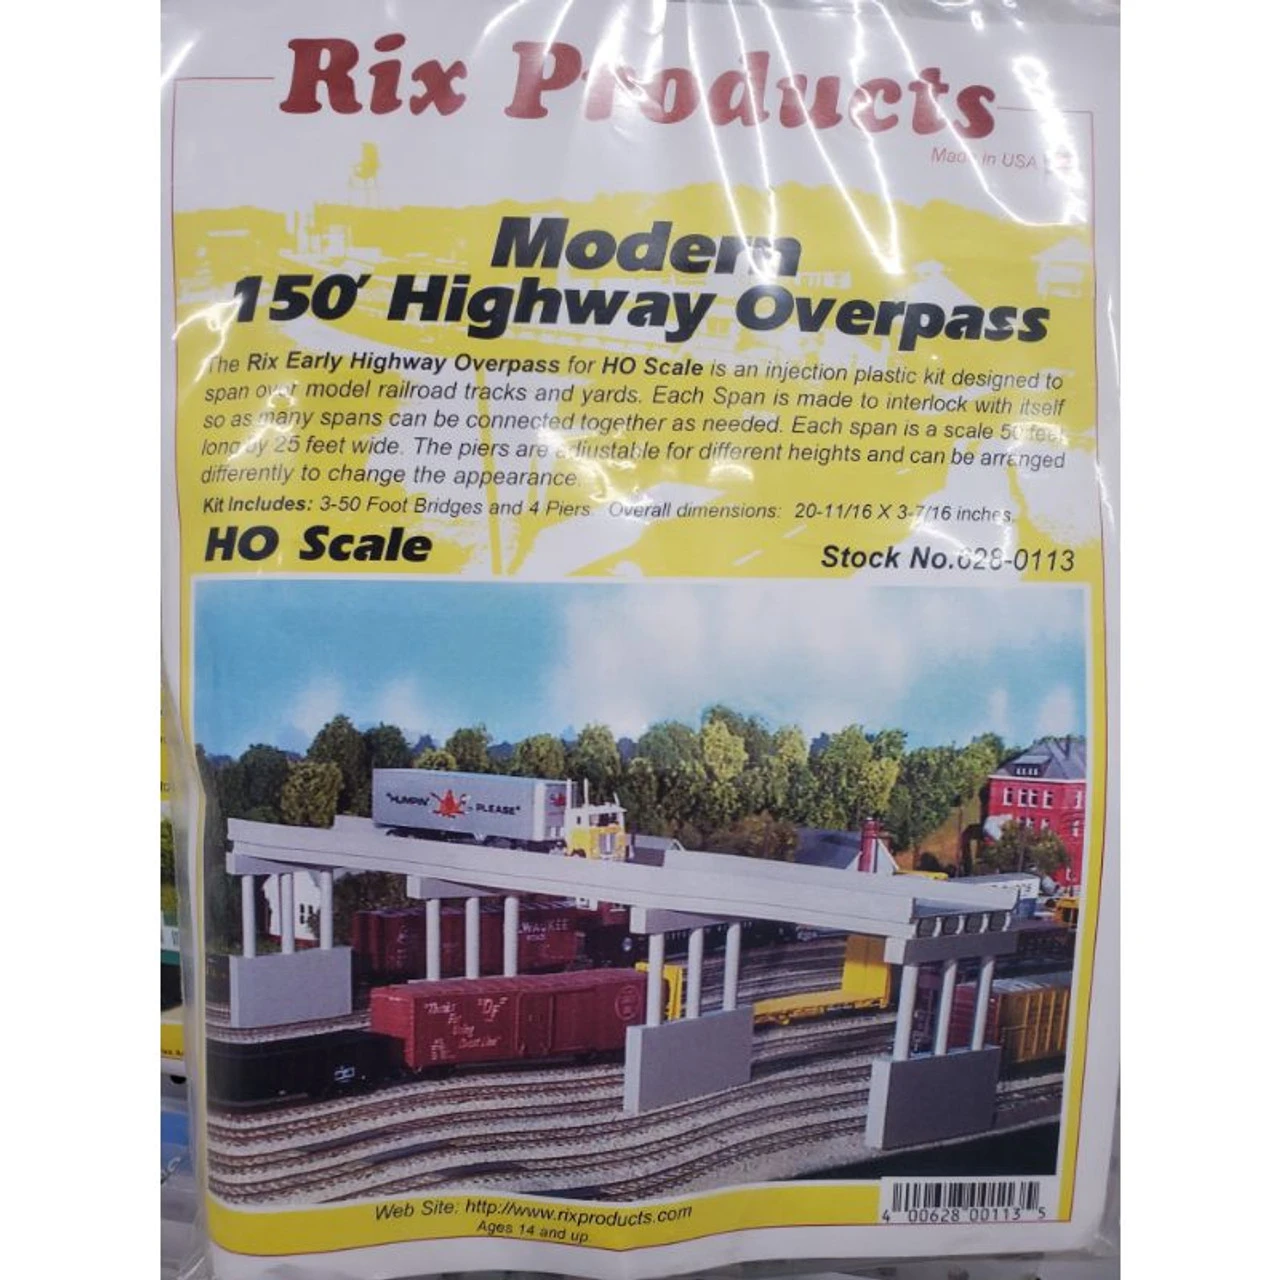 Rix Products
Made in USA
Modern
150' Highway Overpass
The Rix Early Highway Overpass for HO Scale is an injection plastic kit designed to
span over model railroad tracks and yards. Each Span is made to interlock with itself
so as many spans can be connected together as needed. Each span is a scale 50 feet
long by 25 feet wide. The piers are adjustable for different heights and can be arranged
differently to change the appearance.
Kit Includes: 3-50 Foot Bridges and 4 Piers. Overall dimensions: 20-11/16 X 3-7/16 inches.
HO Scale
Stock No.628-0113
"HUMPIN' PLEASE"
WAUKEE
"Thanks
For
Using
"DF"
Web Site: http://www.rixproducts.com
Ages 14 and up.
4 00628 00113 5